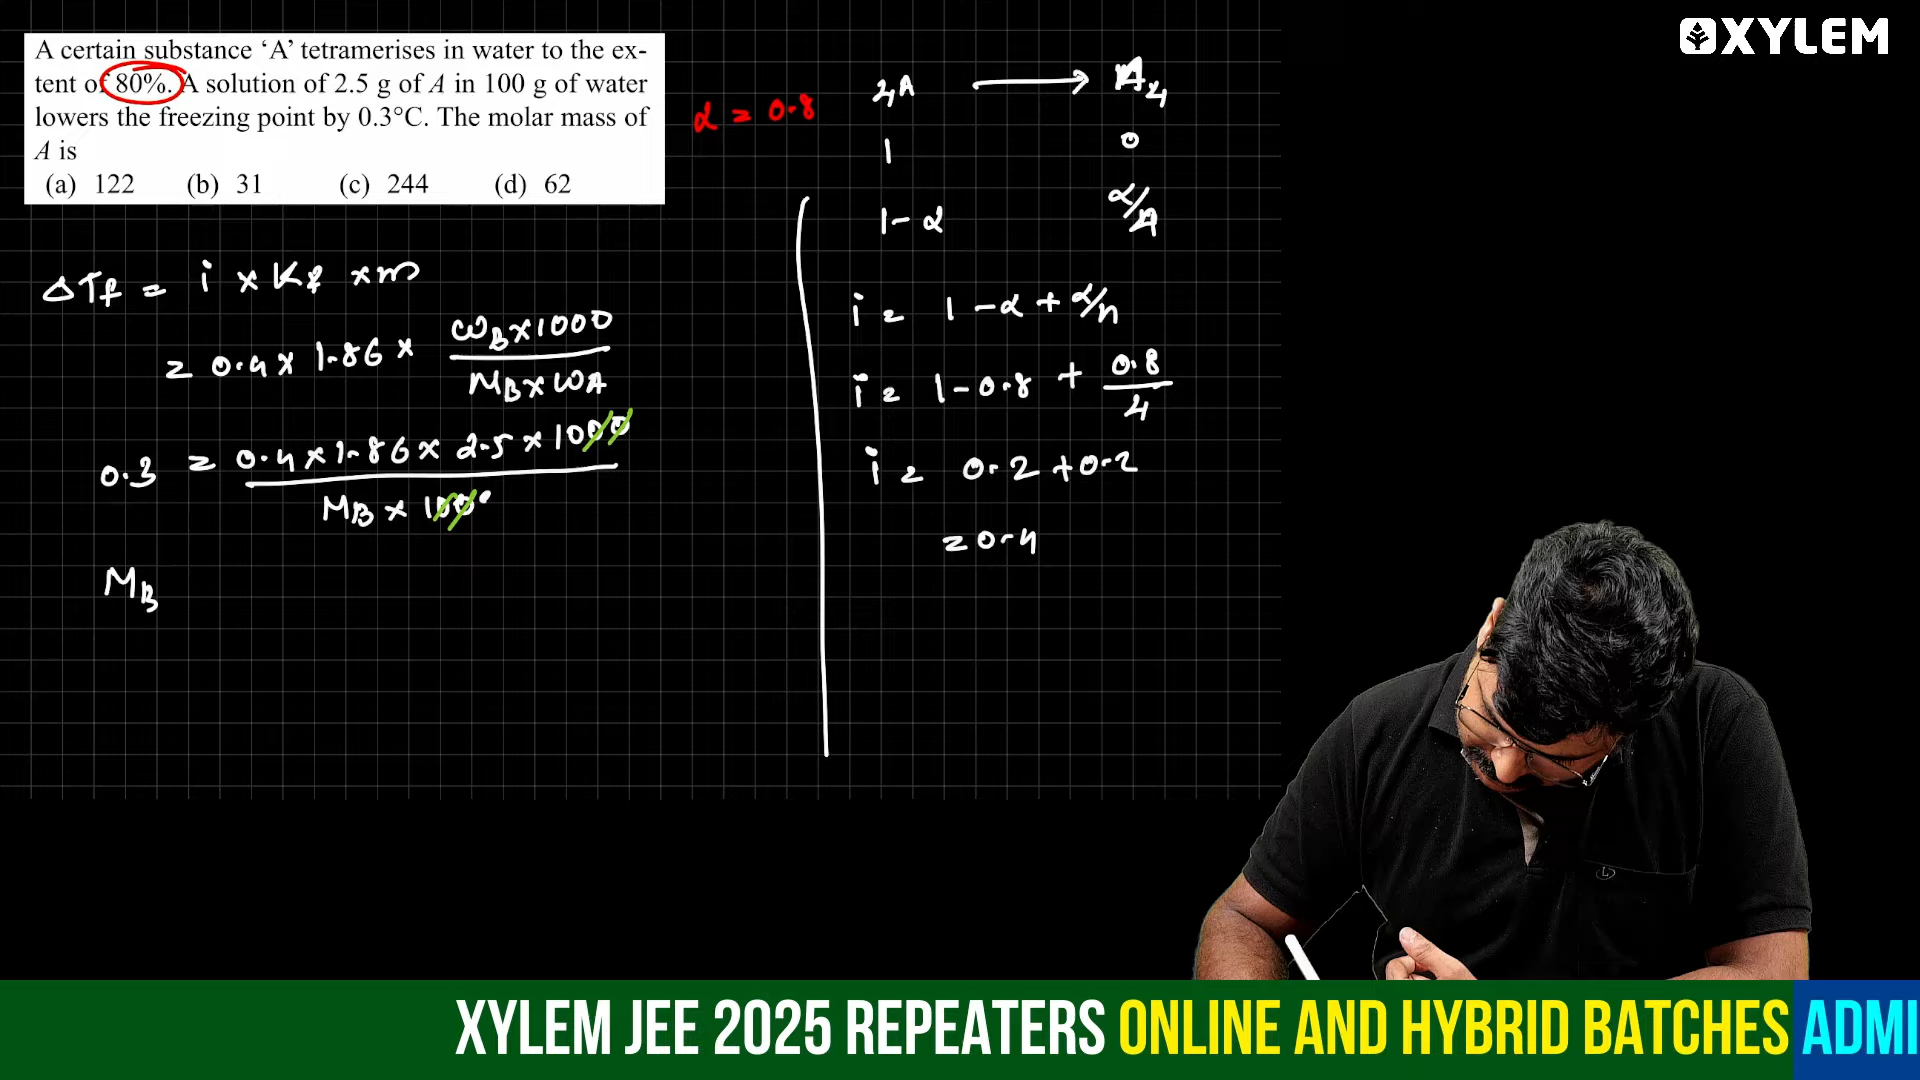 XYLEM
A certain substance ‘A’ tetramerises in water to the ex-
tent of 80%. A solution of 2.5 g of A in 100 g of water
lowers the freezing point by 0.3°C. The molar mass of
A is
(a) 122 (b) 31 (c) 244 (d) 62
α = 0.8
4A ⟶ A4
1 0
1-α α/4
ΔTf = i × Kf × m
= 0.4 × 1.86 × WB×1000 / MB×WA
0.3 = 0.4 × 1.86 × 2.5 × 1000 / MB × 100
MB
i = 1 - α + α/n
i = 1 - 0.8 + 0.8/4
i = 0.2 + 0.2
= 0.4
XYLEM JEE 2025 REPEATERS ONLINE AND HYBRID BATCHES ADMI